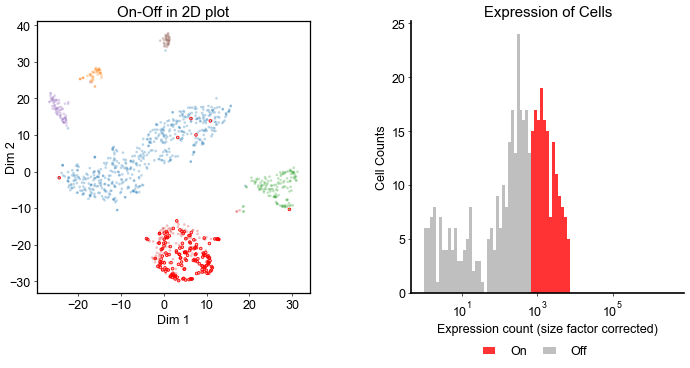 On-Off in 2D plot
40
30
20
10
0
−10
−20
−30
Dim 2
−20 −10 0 10 20 30
Dim 1
Expression of Cells
25
20
15
10
5
0
Cell Counts
10^1 10^3 10^5
Expression count (size factor corrected)
On Off